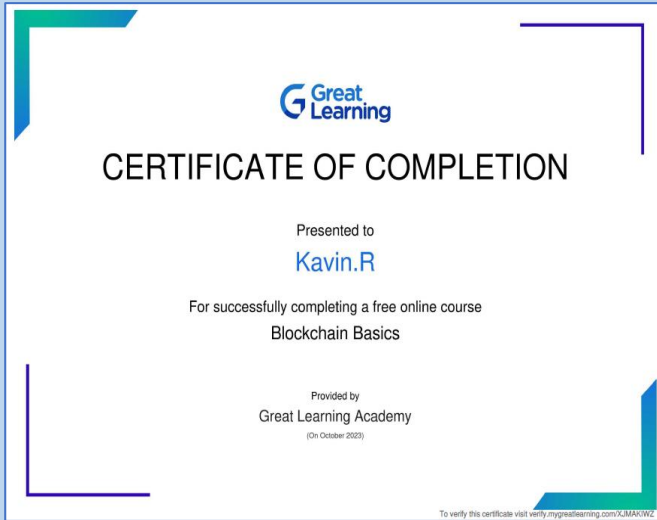 Great
Learning
CERTIFICATE OF COMPLETION
Presented to
Kavin.R
For successfully completing a free online course
Blockchain Basics
Provided by
Great Learning Academy
(On October 2023)
To verify this certificate visit verify.mygreatlearning.com/XJMAKIWZ